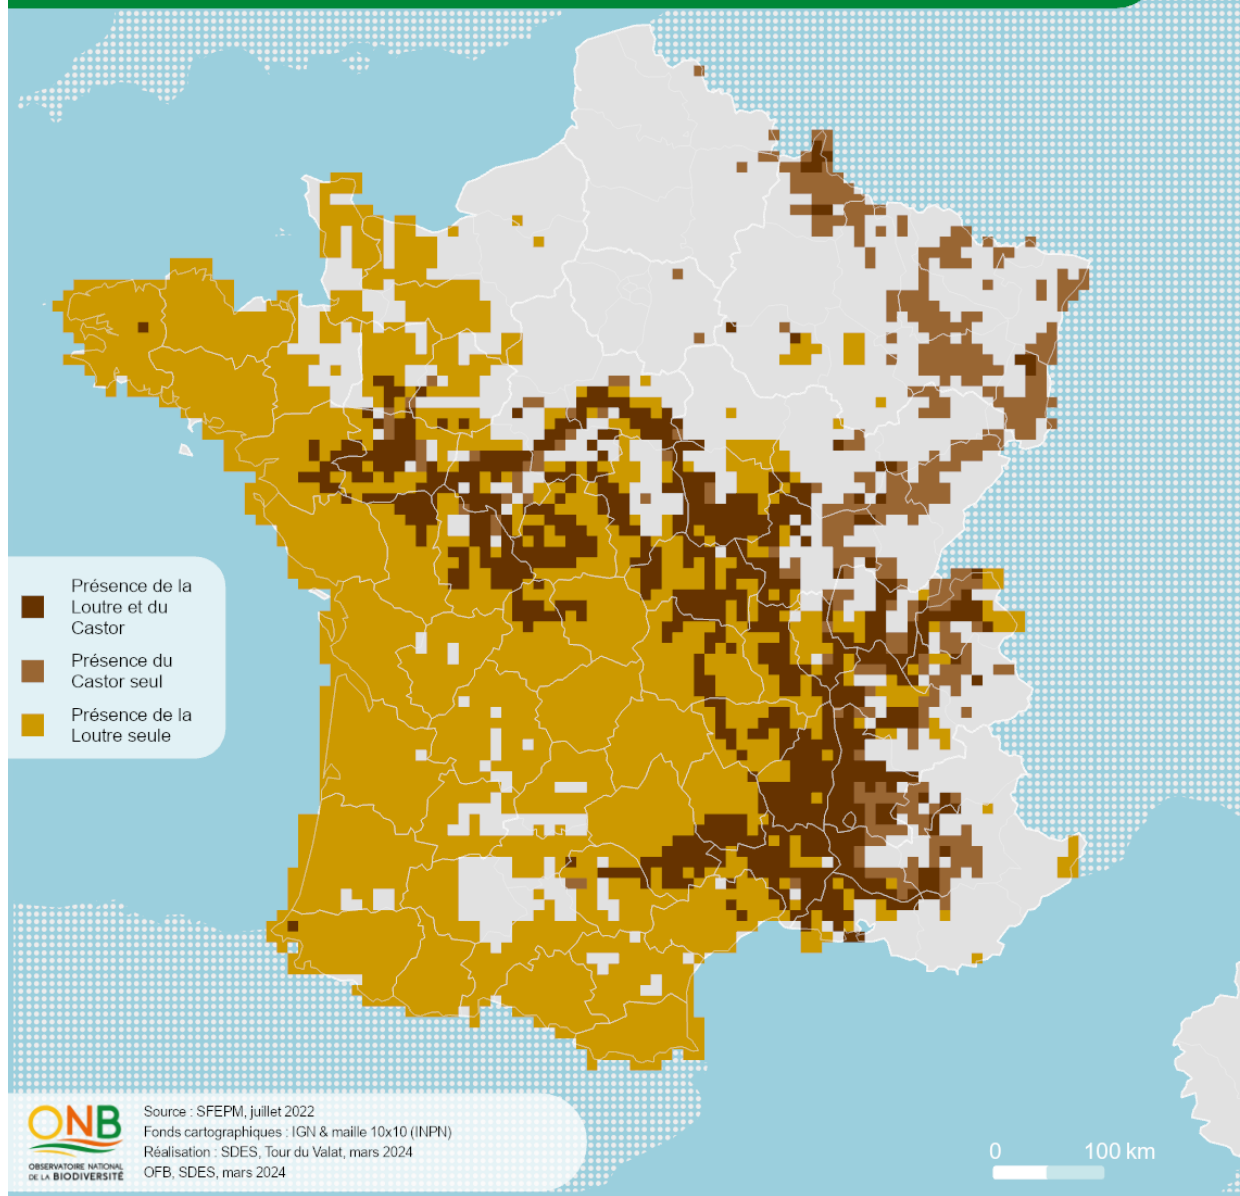 Présence de la
Loutre et du
Castor
Présence du
Castor seul
Présence de la
Loutre seule
ONB
OBSERVATOIRE NATIONAL
DE LA BIODIVERSITÉ
Source : SFEPM, juillet 2022
Fonds cartographiques : IGN & maille 10x10 (INPN)
Réalisation : SDES, Tour du Valat, mars 2024
OFB, SDES, mars 2024
0 100 km